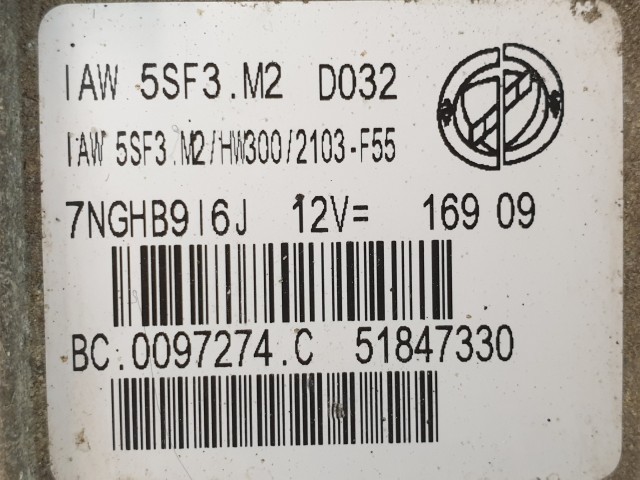 IAW 5SF3.M2 D032
IAW 5SF3.M2/HW300/2103-F55
7NGHB9I6J 12V= 169 09
BC.0097274.C 51847330